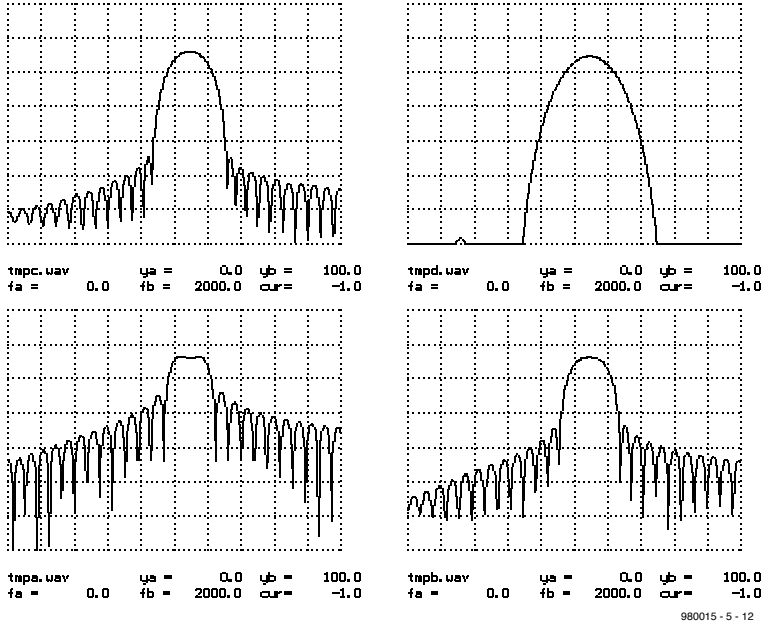 tmpc.wav ya = 0.0 yb = 100.0
fa = 0.0 fb = 2000.0 cur= -1.0
tmpd.wav ya = 0.0 yb = 100.0
fa = 0.0 fb = 2000.0 cur= -1.0
tmpa.wav ya = 0.0 yb = 100.0
fa = 0.0 fb = 2000.0 cur= -1.0
tmpb.wav ya = 0.0 yb = 100.0
fa = 0.0 fb = 2000.0 cur= -1.0
980015 - 5 - 12